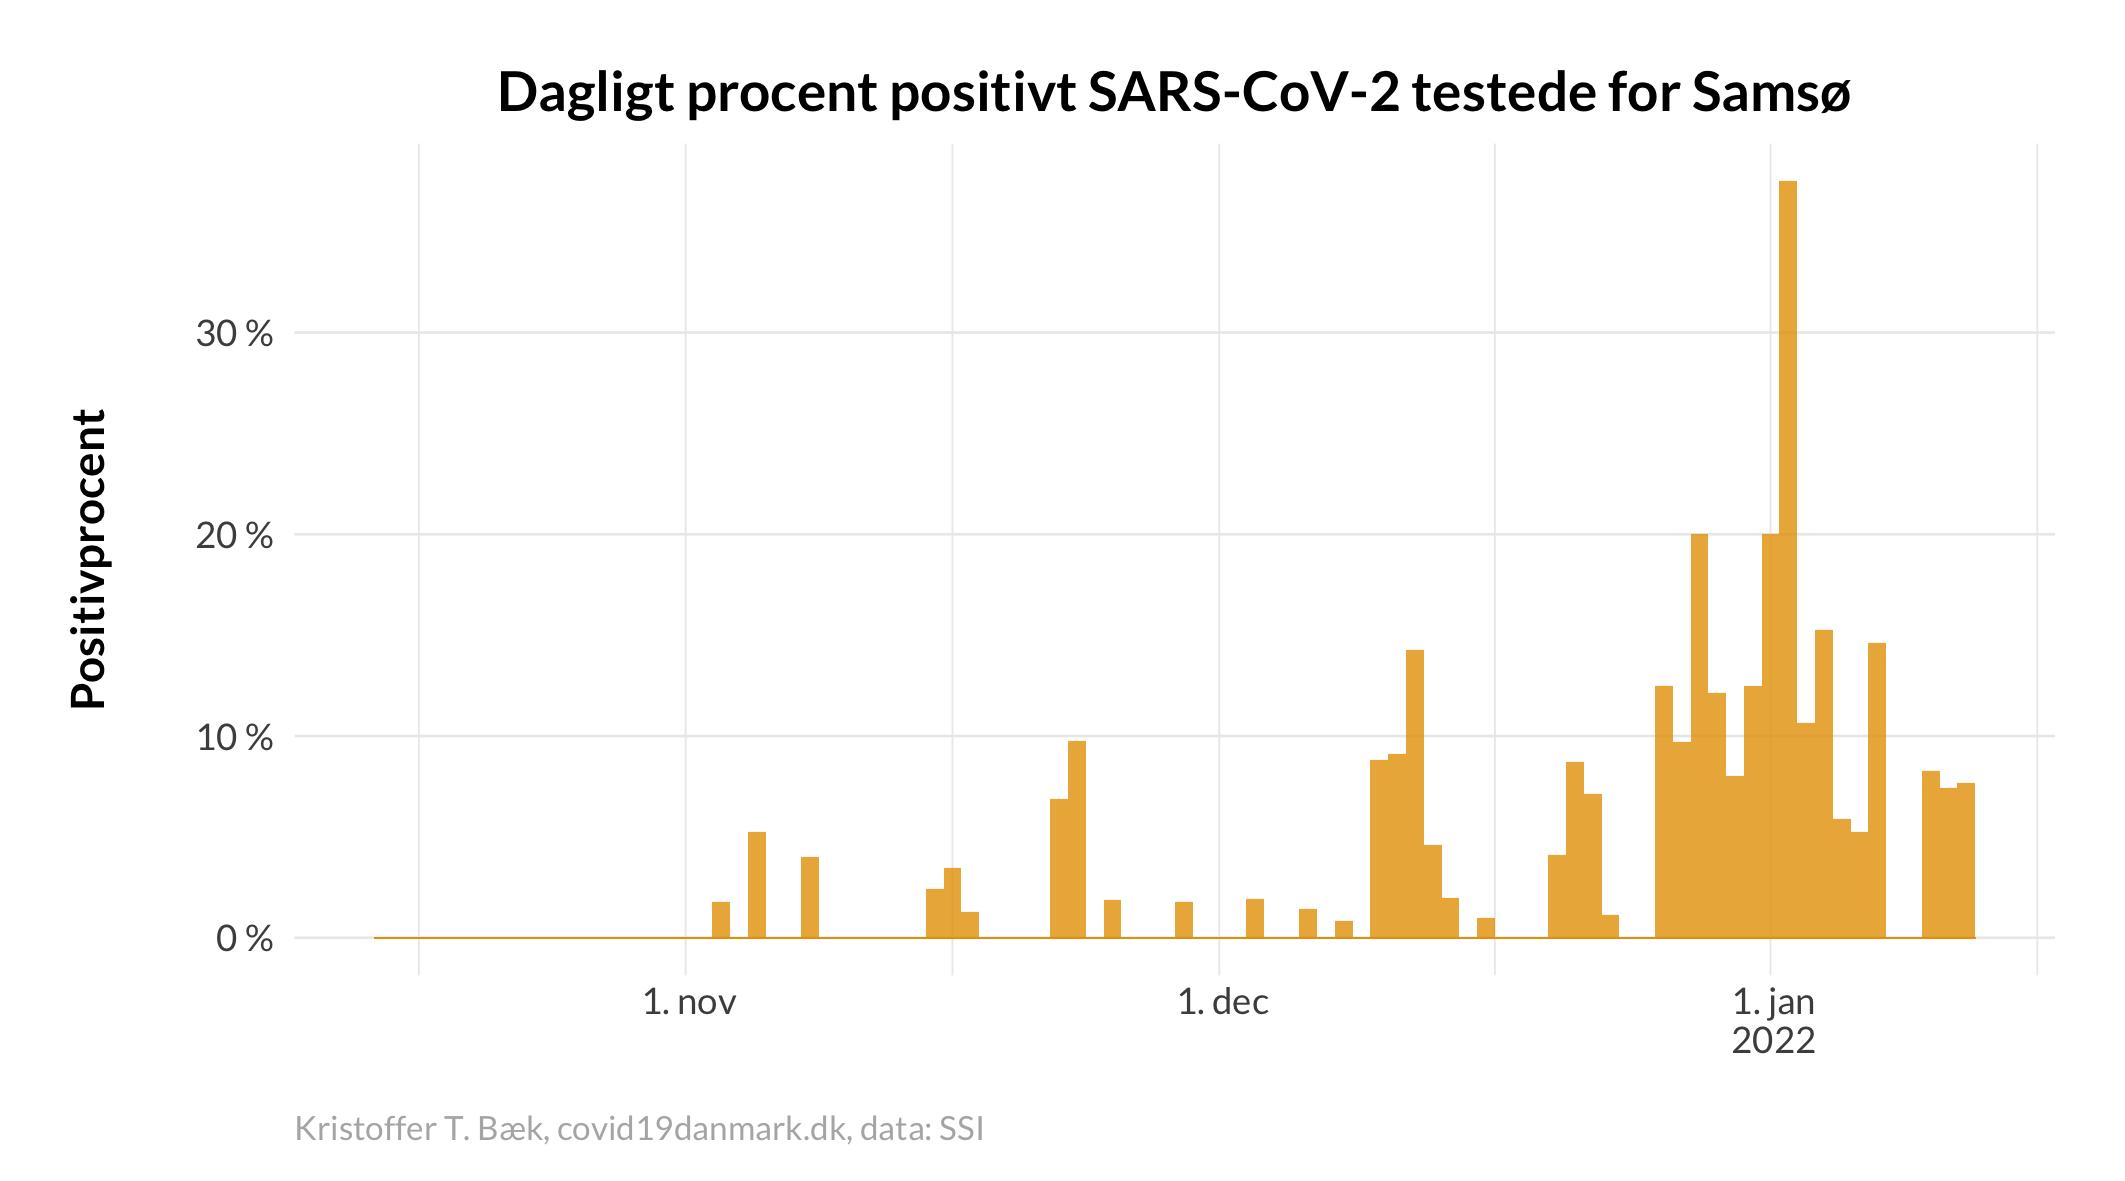 Dagligt procent positivt SARS-CoV-2 testede for Samsø
Positivprocent
30 %
20 %
10 %
0 %
1. nov
1. dec
1. jan
2022
Kristoffer T. Bæk, covid19danmark.dk, data: SSI